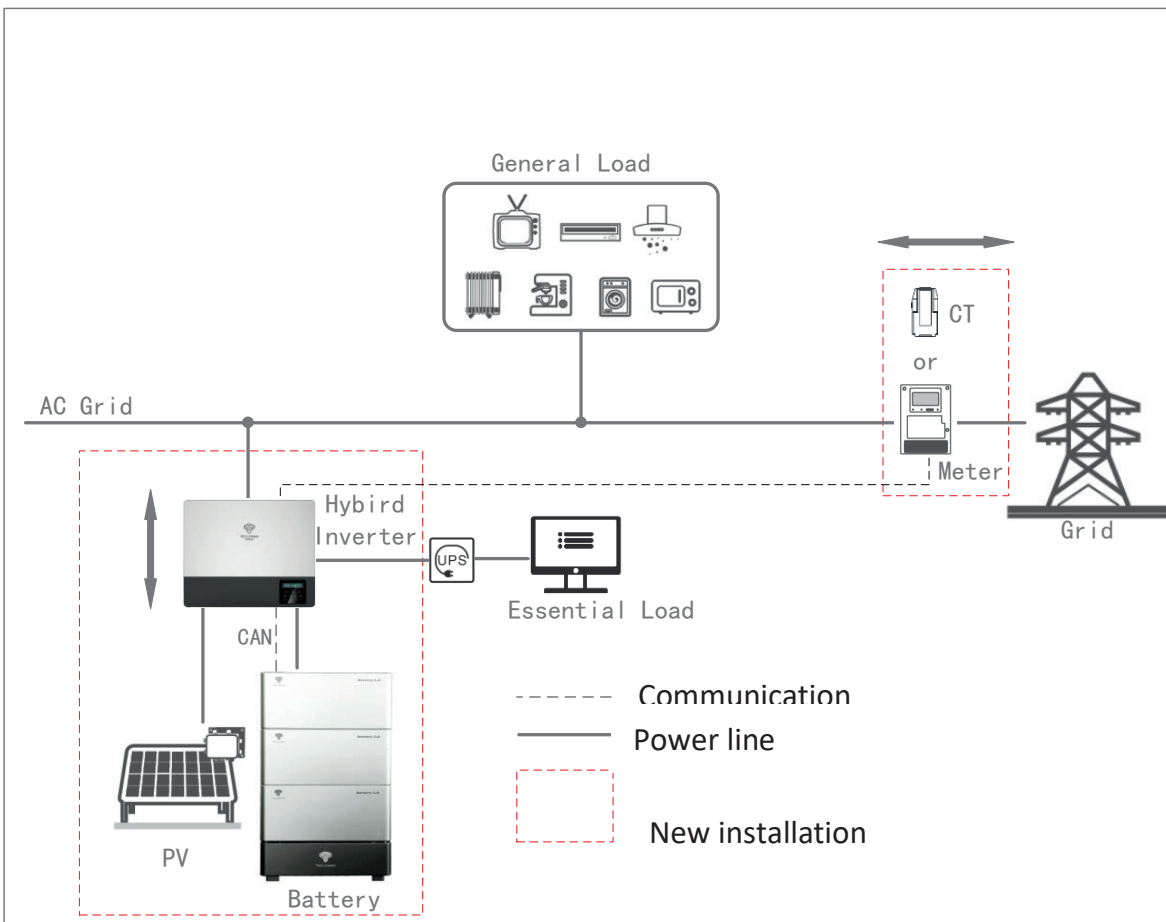 General Load
CT
or
AC Grid
Meter
Hybird
Inverter
UPS
Grid
Essential Load
CAN
Communication
Power line
PV
New installation
Battery